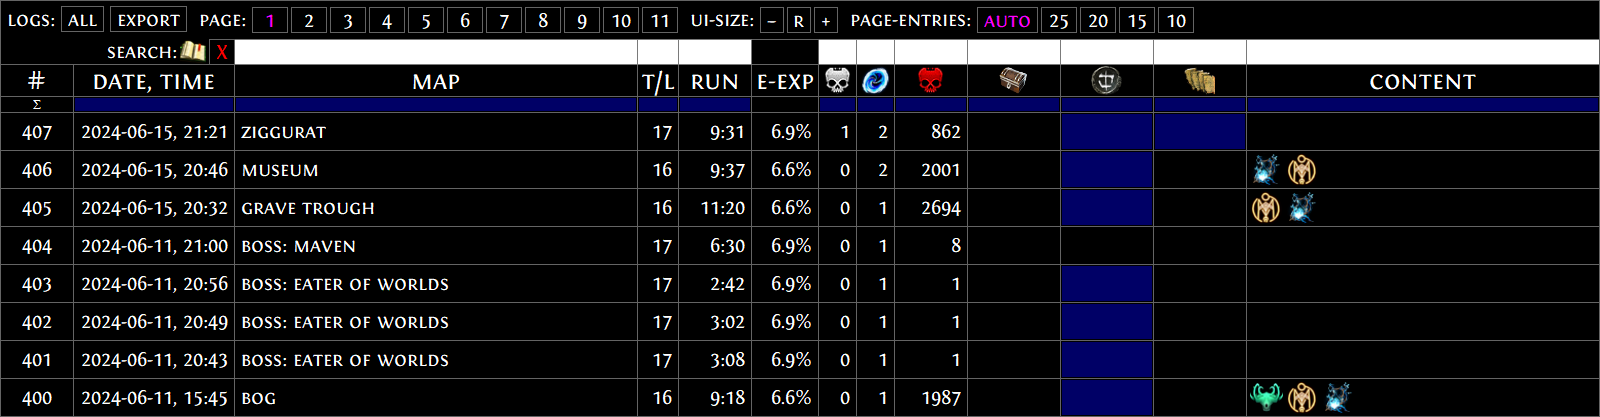 LOGS: ALL EXPORT PAGE: 1 2 3 4 5 6 7 8 9 10 11 UI-SIZE: - R + PAGE-ENTRIES: AUTO 25 20 15 10
SEARCH: X
# DATE, TIME MAP T/L RUN E-EXP CONTENT
Σ
407 2024-06-15, 21:21 ZIGGURAT 17 9:31 6.9% 1 2 862
406 2024-06-15, 20:46 MUSEUM 16 9:37 6.6% 0 2 2001
405 2024-06-15, 20:32 GRAVE TROUGH 16 11:20 6.6% 0 1 2694
404 2024-06-11, 21:00 BOSS: MAVEN 17 6:30 6.9% 0 1 8
403 2024-06-11, 20:56 BOSS: EATER OF WORLDS 17 2:42 6.9% 0 1 1
402 2024-06-11, 20:49 BOSS: EATER OF WORLDS 17 3:02 6.9% 0 1 1
401 2024-06-11, 20:43 BOSS: EATER OF WORLDS 17 3:08 6.9% 0 1 1
400 2024-06-11, 15:45 BOG 16 9:18 6.6% 0 1 1987